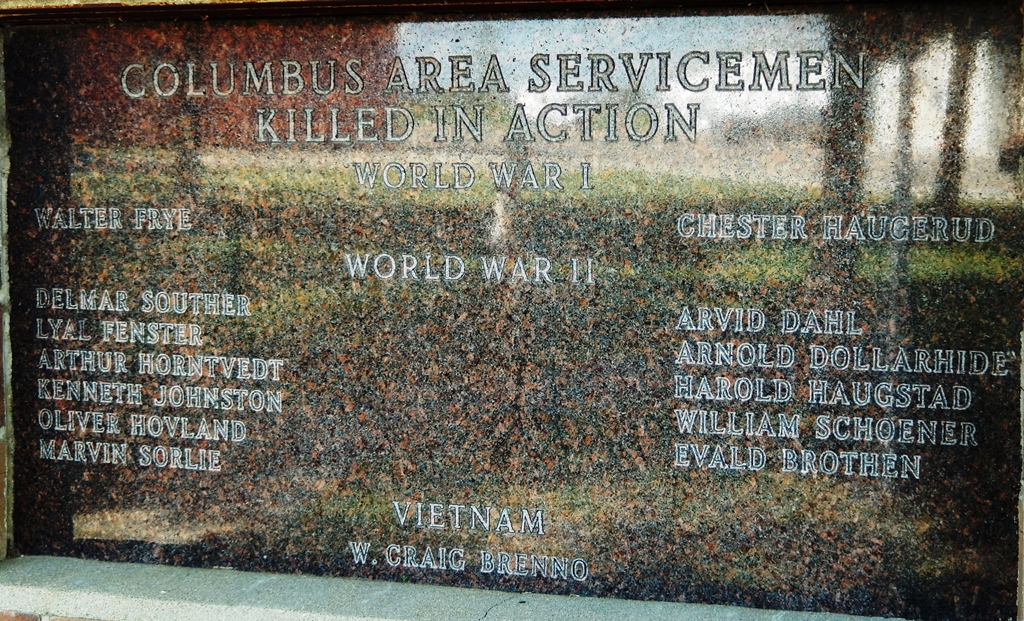 COLUMBUS AREA SERVICEMEN
KILLED IN ACTION
WORLD WAR I
WALTER FRYE
CHESTER HAUGERUD
WORLD WAR II
DELMAR SOUTHER
LYAL FENSTER
ARTHUR HORNTVEDT
KENNETH JOHNSTON
OLIVER HOVLAND
MARVIN SORLIE
ARVID DAHL
ARNOLD DOLLARHIDE
HAROLD HAUGSTAD
WILLIAM SCHOENER
EVALD BROTHEN
VIETNAM
W. CRAIG BRENNO